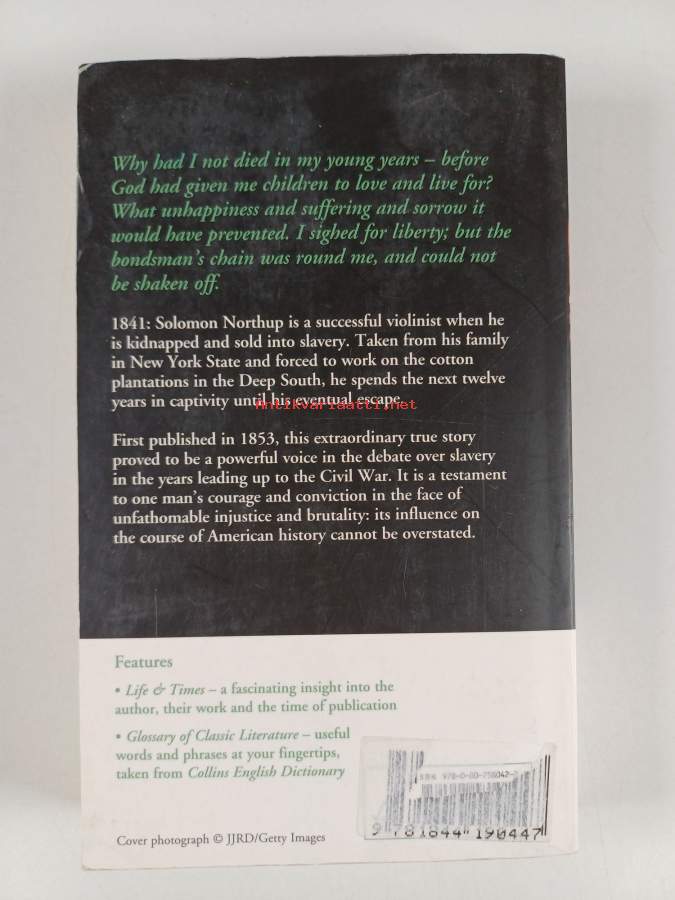 Why had I not died in my young years – before
God had given me children to love and live for?
What unhappiness and suffering and sorrow it
would have prevented. I sighed for liberty; but the
bondsman's chain was round me, and could not
be shaken off.
1841: Solomon Northup is a successful violinist when he
is kidnapped and sold into slavery. Taken from his family
in New York State and forced to work on the cotton
plantations in the Deep South, he spends the next twelve
years in captivity until his eventual escape.
Antikvariaatti.net
First published in 1853, this extraordinary true story
proved to be a powerful voice in the debate over slavery
in the years leading up to the Civil War. It is a testament
to one man's courage and conviction in the face of
unfathomable injustice and brutality: its influence on
the course of American history cannot be overstated.
Features
• Life & Times – a fascinating insight into the
author, their work and the time of publication
• Glossary of Classic Literature – useful
words and phrases at your fingertips,
taken from Collins English Dictionary
ISBN 978-0-00-758042-
9 781844 190447
Cover photograph © JJRD/Getty Images